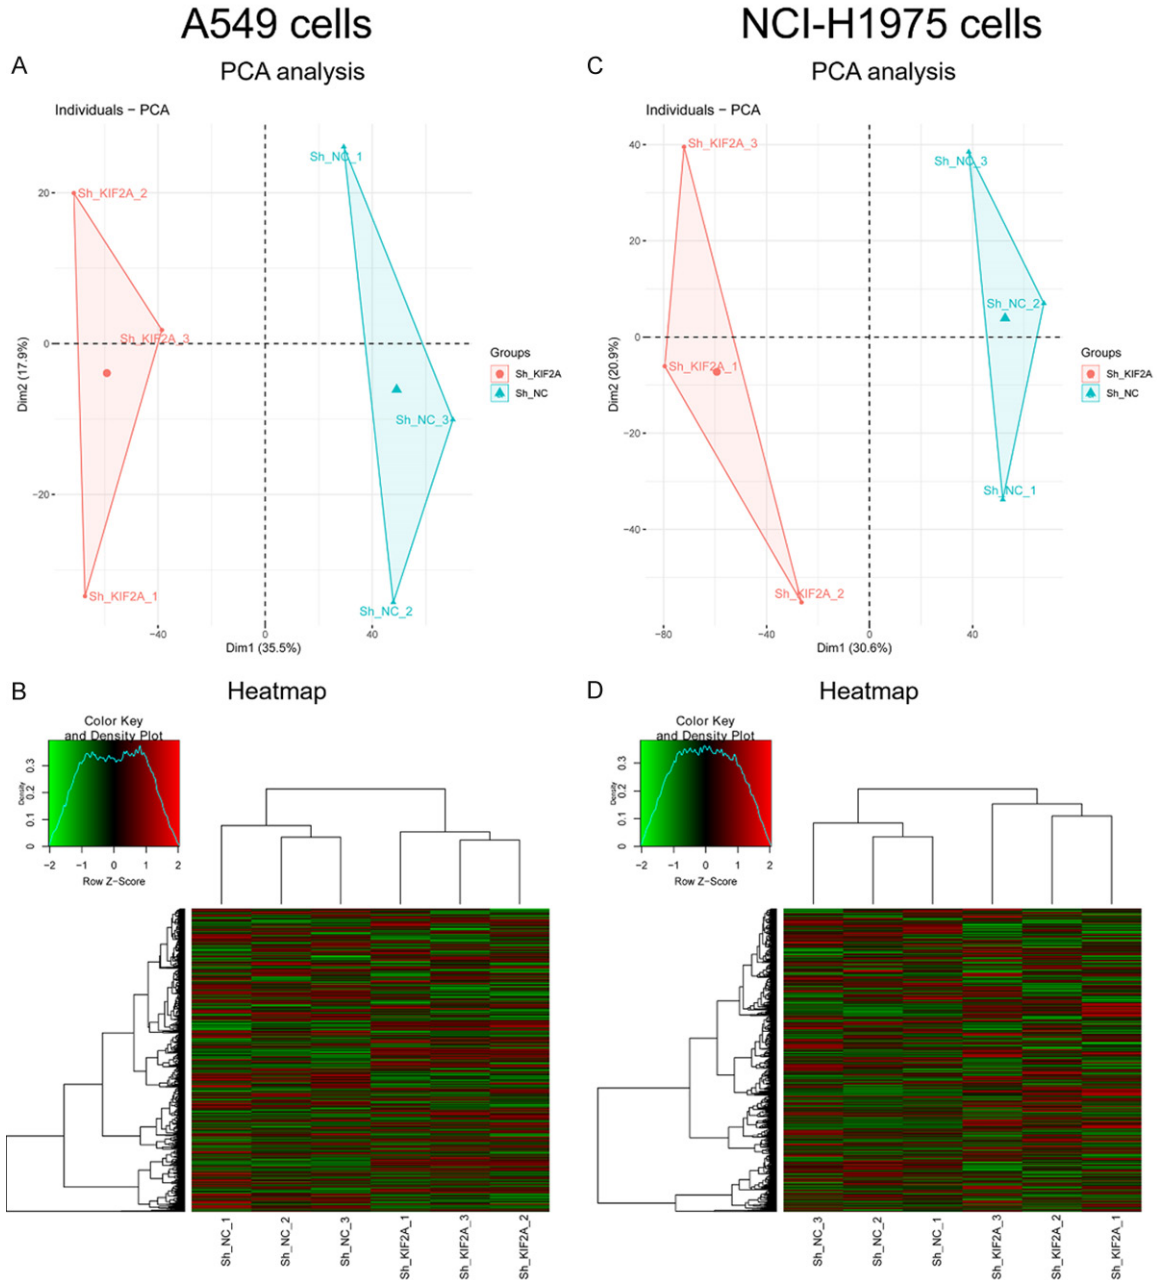 A549 cells
NCI-H1975 cells
A
PCA analysis
Individuals − PCA
Sh_NC_1
Sh_KIF2A_2
Sh_KIF2A_3
Sh_NC_3
Sh_KIF2A_1
Sh_NC_2
20
0
−20
Dim2 (17.9%)
−40
0
40
Dim1 (35.5%)
Groups
Sh_KIF2A
Sh_NC
C
PCA analysis
Individuals − PCA
Sh_KIF2A_3
Sh_NC_3
Sh_NC_2
Sh_KIF2A_1
Sh_NC_1
Sh_KIF2A_2
40
20
0
−20
−40
Dim2 (20.9%)
−80
−40
0
40
Dim1 (30.6%)
Groups
Sh_KIF2A
Sh_NC
B
Heatmap
Color Key
and Density Plot
Density
0.3
0.2
0.1
0
−2
−1
0
1
2
Row Z−Score
Sh_NC_1
Sh_NC_2
Sh_NC_3
Sh_KIF2A_1
Sh_KIF2A_3
Sh_KIF2A_2
D
Heatmap
Color Key
and Density Plot
Density
0.3
0.2
0.1
0
−2
−1
0
1
2
Row Z−Score
Sh_NC_3
Sh_NC_2
Sh_NC_1
Sh_KIF2A_3
Sh_KIF2A_2
Sh_KIF2A_1